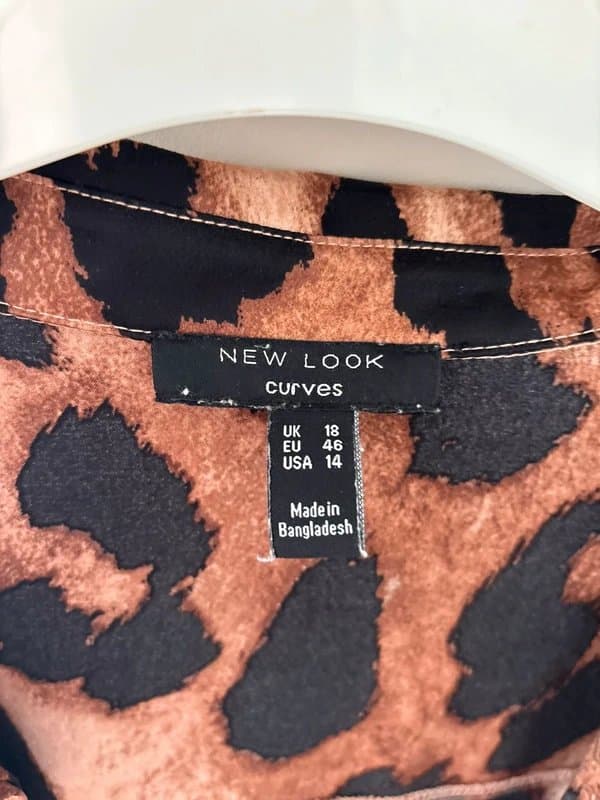 NEW LOOK
curves
UK 18
EU 46
USA 14
Made in
Bangladesh